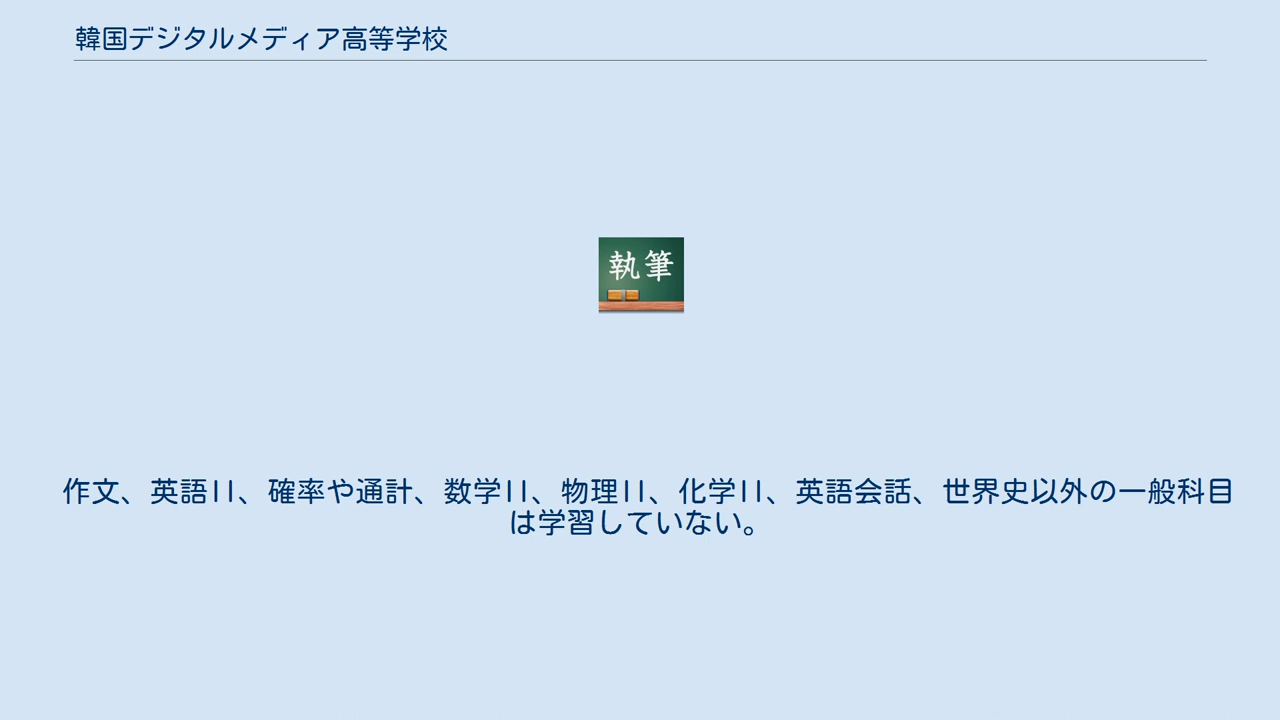 韓国デジタルメディア高等学校
執筆
作文、英語II、確率や通計、数学II、物理II、化学II、英語会話、世界史以外の一般科目
は学習していない。